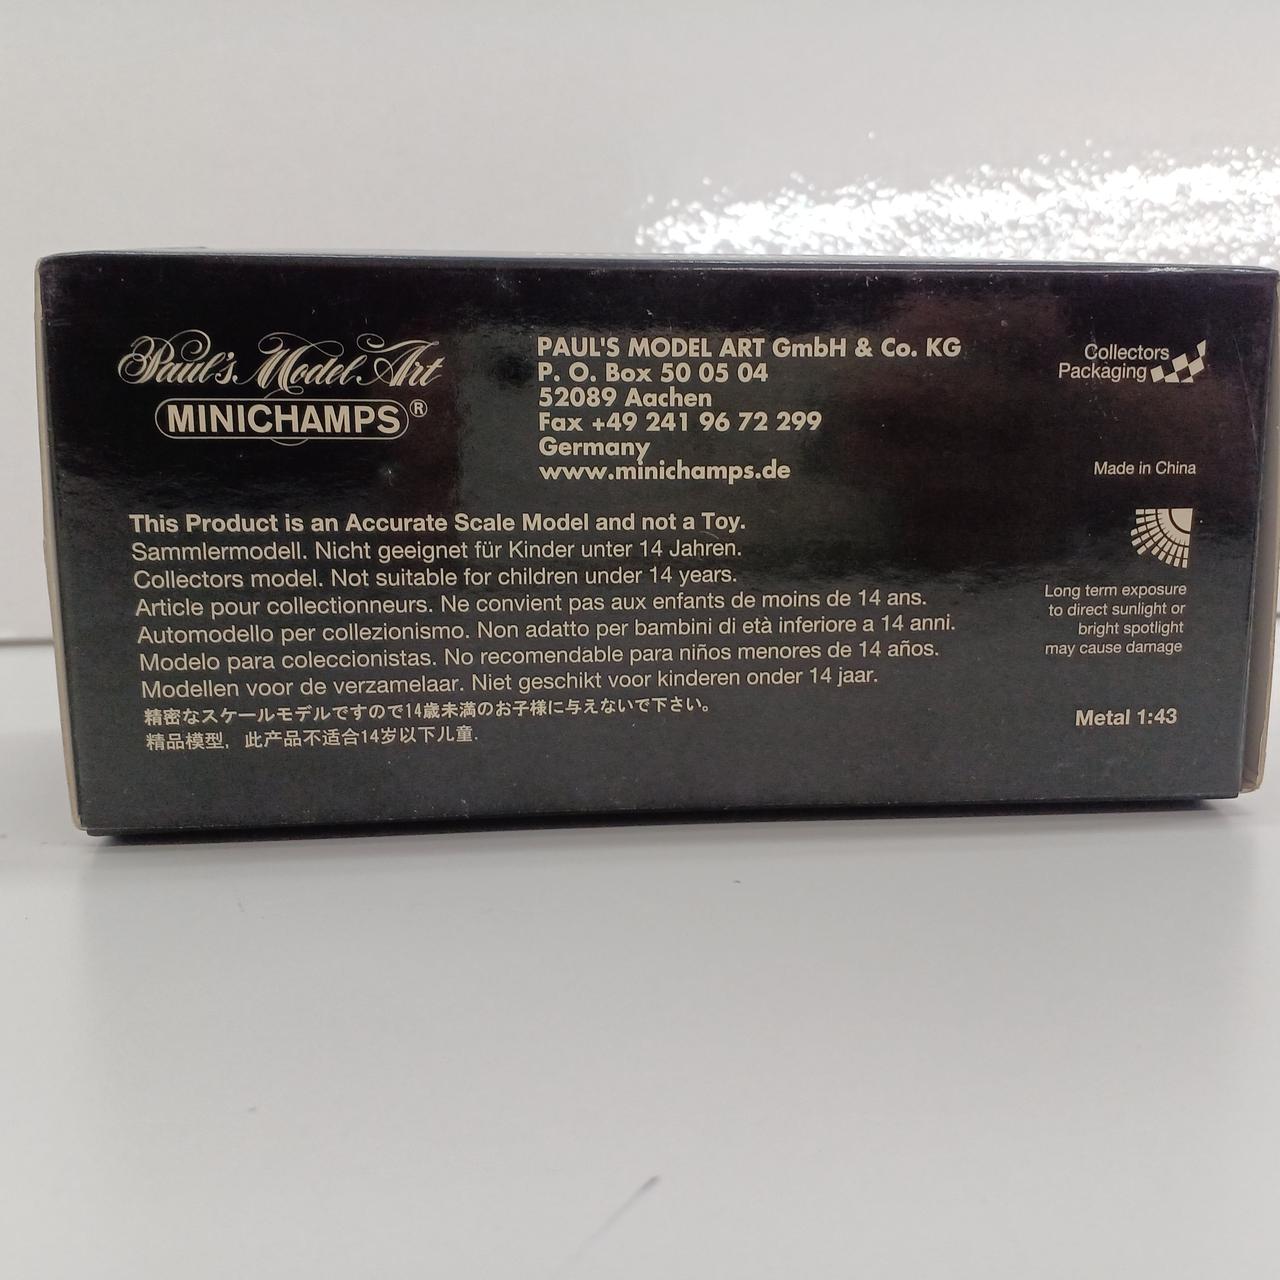 Paul's Model Art
MINICHAMPS®
PAUL'S MODEL ART GmbH & Co. KG
P. O. Box 50 05 04
52089 Aachen
Fax +49 241 96 72 299
Germany
www.minichamps.de
Collectors
Packaging
Made in China
This Product is an Accurate Scale Model and not a Toy.
Sammlermodell. Nicht geeignet für Kinder unter 14 Jahren.
Collectors model. Not suitable for children under 14 years.
Article pour collectionneurs. Ne convient pas aux enfants de moins de 14 ans.
Automodello per collezionismo. Non adatto per bambini di età inferiore a 14 anni.
Modelo para coleccionistas. No recomendable para niños menores de 14 años.
Modellen voor de verzamelaar. Niet geschikt voor kinderen onder 14 jaar.
精密なスケールモデルですので14歳未満のお子様に与えないで下さい。
精品模型，此产品不适合14岁以下儿童.
Long term exposure
to direct sunlight or
bright spotlight
may cause damage
Metal 1:43